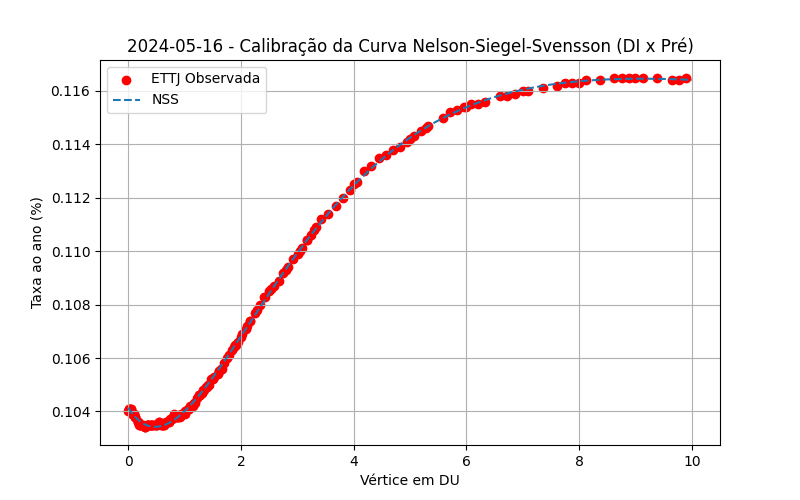 2024-05-16 - Calibração da Curva Nelson-Siegel-Svensson (DI x Pré)
ETTJ Observada
NSS
Taxa ao ano (%)
0.116
0.114
0.112
0.110
0.108
0.106
0.104
0 2 4 6 8 10
Vértice em DU